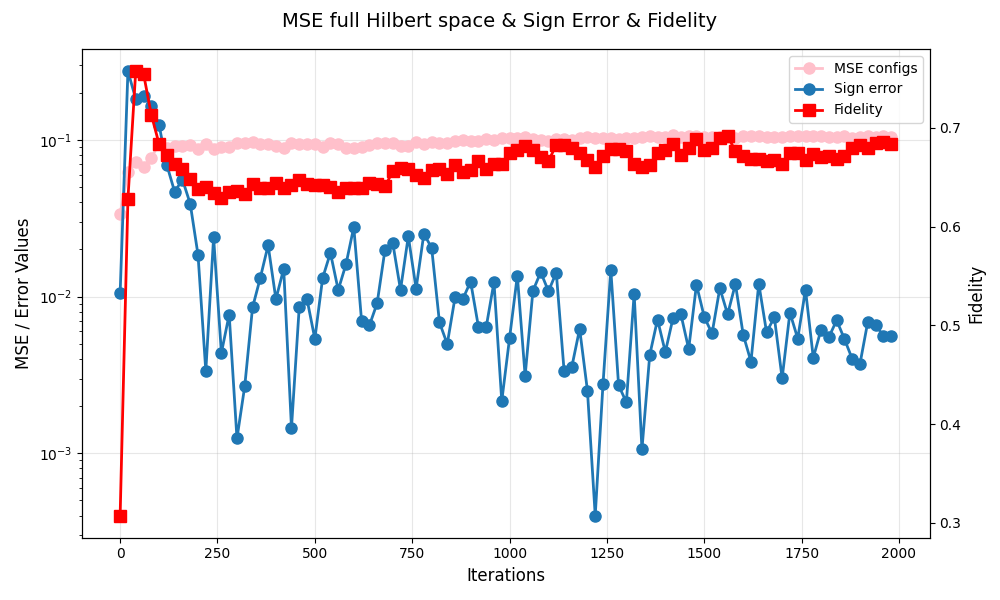 MSE full Hilbert space & Sign Error & Fidelity
MSE configs
Sign error
Fidelity
MSE / Error Values
10⁻¹
10⁻²
10⁻³
0.7
0.6
0.5
0.4
0.3
Fidelity
0 250 500 750 1000 1250 1500 1750 2000
Iterations